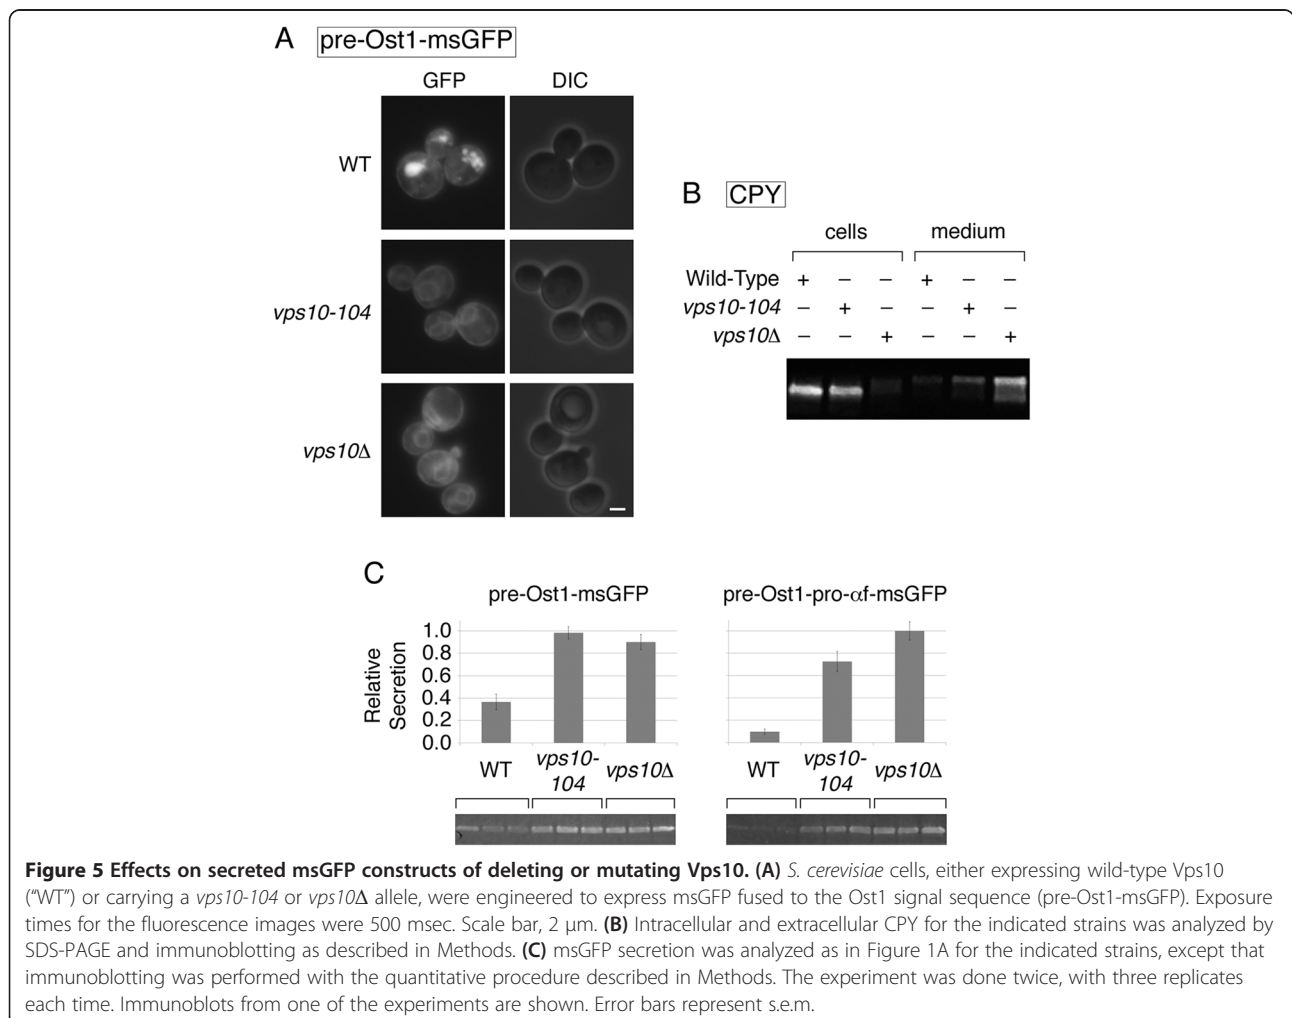 A pre-Ost1-msGFP
GFP DIC
WT
vps10-104
vps10Δ
B CPY
cells medium
Wild-Type + – – + – –
vps10-104 – + – – + –
vps10Δ – – + – – +
C
pre-Ost1-msGFP pre-Ost1-pro-αf-msGFP
Relative Secretion
1.0
0.8
0.6
0.4
0.2
0.0
WT vps10-104 vps10Δ WT vps10-104 vps10Δ
Figure 5 Effects on secreted msGFP constructs of deleting or mutating Vps10. (A) S. cerevisiae cells, either expressing wild-type Vps10
(“WT”) or carrying a vps10-104 or vps10Δ allele, were engineered to express msGFP fused to the Ost1 signal sequence (pre-Ost1-msGFP). Exposure
times for the fluorescence images were 500 msec. Scale bar, 2 μm. (B) Intracellular and extracellular CPY for the indicated strains was analyzed by
SDS-PAGE and immunoblotting as described in Methods. (C) msGFP secretion was analyzed as in Figure 1A for the indicated strains, except that
immunoblotting was performed with the quantitative procedure described in Methods. The experiment was done twice, with three replicates
each time. Immunoblots from one of the experiments are shown. Error bars represent s.e.m.